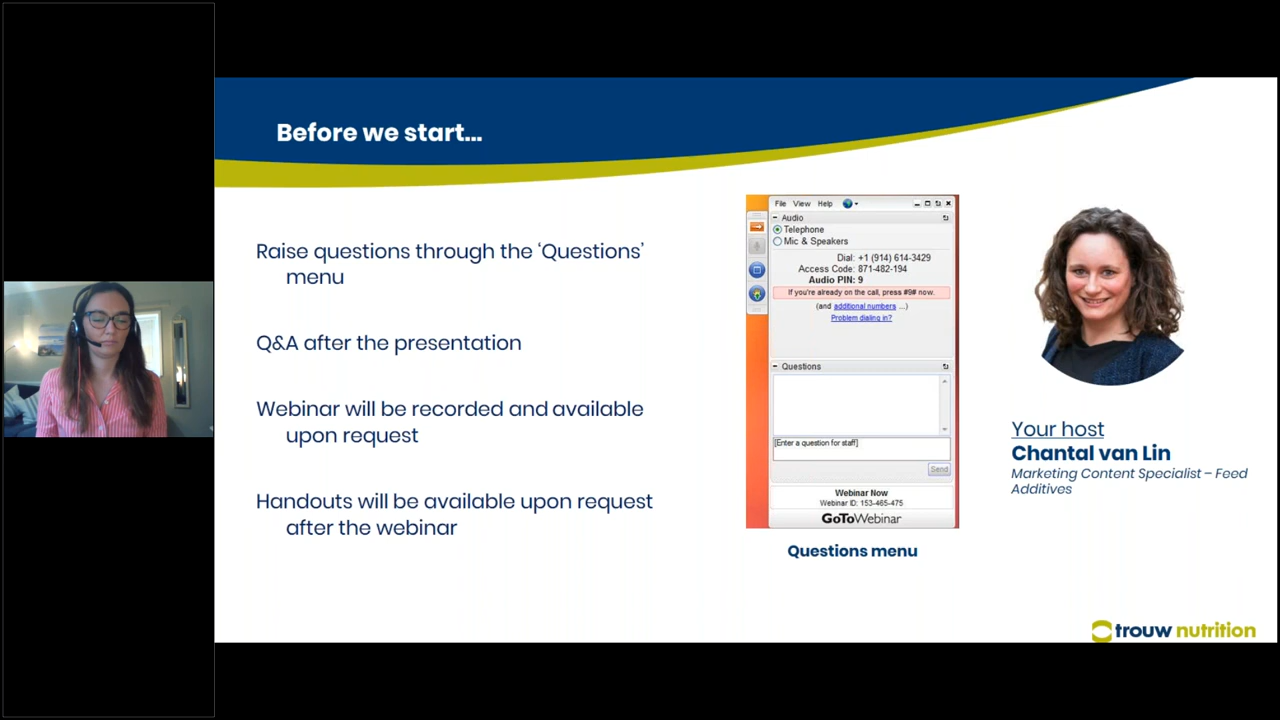 Before we start...
Raise questions through the ‘Questions’
menu
Q&A after the presentation
Webinar will be recorded and available
upon request
Handouts will be available upon request
after the webinar
File View Help
Audio
Telephone
Mic & Speakers
Dial: +1 (914) 614-3429
Access Code: 871-482-194
Audio PIN: 9
If you're already on the call, press #9# now.
(and additional numbers ...)
Problem dialing in?
Questions
[Enter a question for staff]
Send
Webinar Now
Webinar ID: 153-465-475
GoToWebinar
Questions menu
Your host
Chantal van Lin
Marketing Content Specialist – Feed
Additives
trouw nutrition